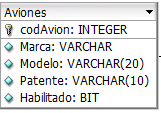 Aviones
codAvion: INTEGER
Marca: VARCHAR
Modelo: VARCHAR(20)
Patente: VARCHAR(10)
Habilitado: BIT